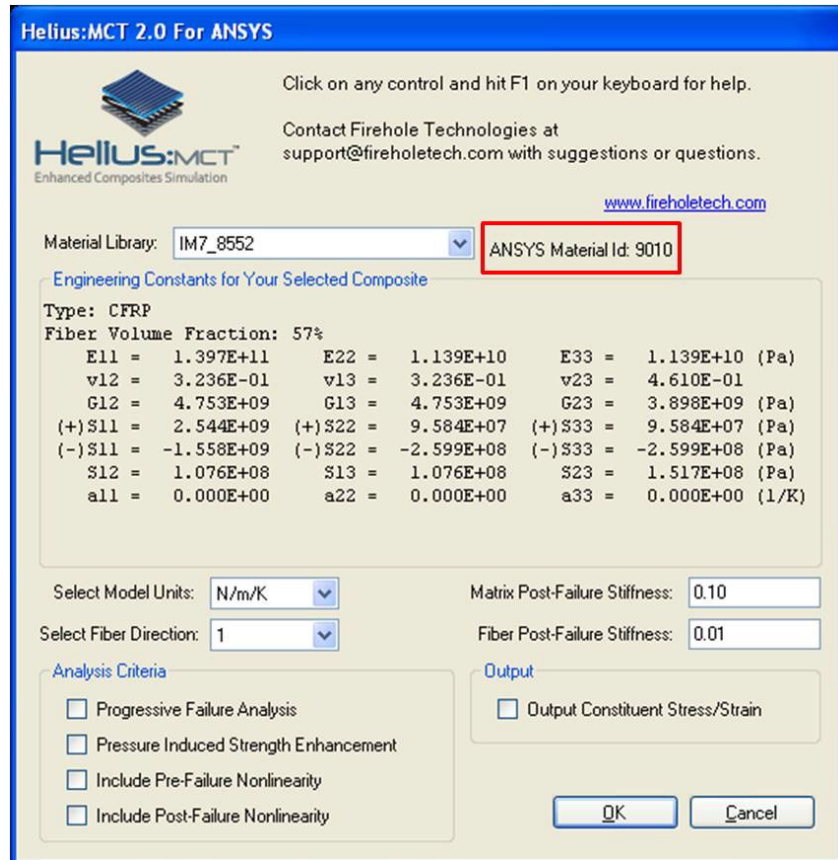 Helius:MCT 2.0 For ANSYS
Click on any control and hit F1 on your keyboard for help.
Contact Firehole Technologies at
support@fireholetech.com with suggestions or questions.
HelIUS:MCT™
Enhanced Composites Simulation
www.fireholetech.com
Material Library: IM7_8552 ANSYS Material Id: 9010
Engineering Constants for Your Selected Composite
Type: CFRP
Fiber Volume Fraction: 57%
E11 = 1.397E+11 E22 = 1.139E+10 E33 = 1.139E+10 (Pa)
v12 = 3.236E-01 v13 = 3.236E-01 v23 = 4.610E-01
G12 = 4.753E+09 G13 = 4.753E+09 G23 = 3.898E+09 (Pa)
(+)S11 = 2.544E+09 (+)S22 = 9.584E+07 (+)S33 = 9.584E+07 (Pa)
(-)S11 = -1.558E+09 (-)S22 = -2.599E+08 (-)S33 = -2.599E+08 (Pa)
S12 = 1.076E+08 S13 = 1.076E+08 S23 = 1.517E+08 (Pa)
a11 = 0.000E+00 a22 = 0.000E+00 a33 = 0.000E+00 (1/K)
Select Model Units: N/m/K Matrix Post-Failure Stiffness: 0.10
Select Fiber Direction: 1 Fiber Post-Failure Stiffness: 0.01
Analysis Criteria Output
Progressive Failure Analysis Output Constituent Stress/Strain
Pressure Induced Strength Enhancement
Include Pre-Failure Nonlinearity
Include Post-Failure Nonlinearity OK Cancel